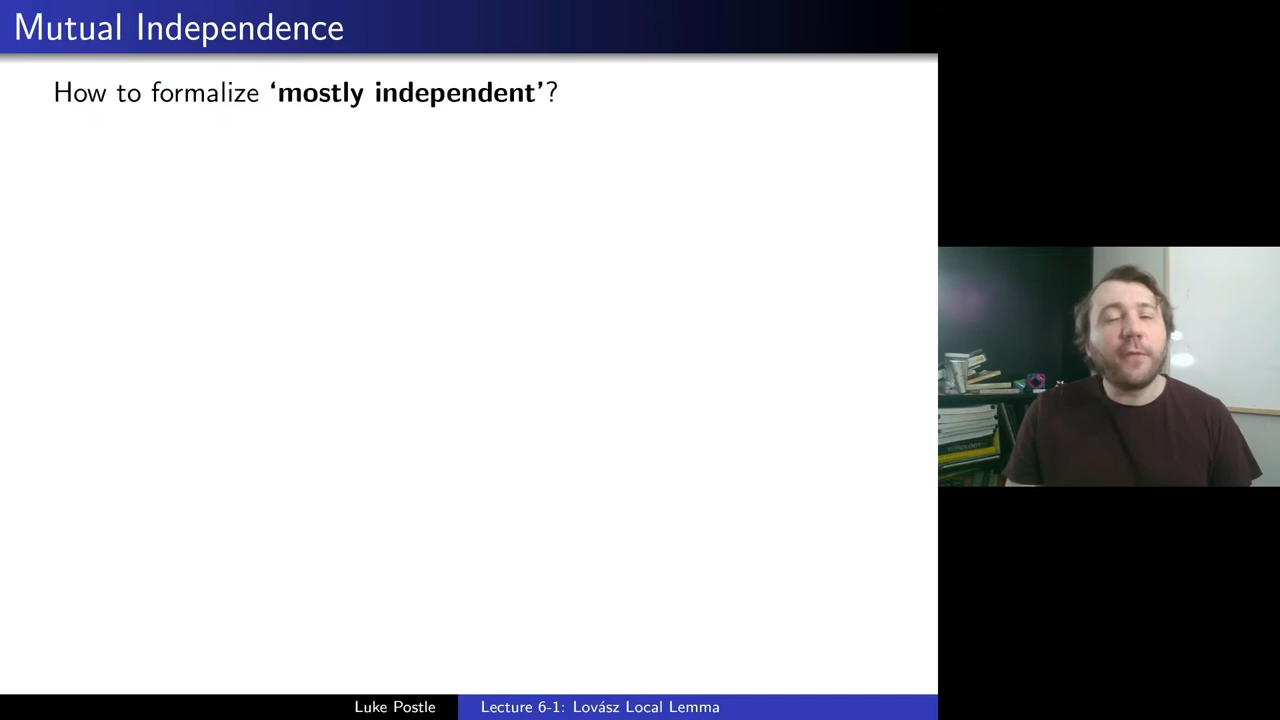 Mutual Independence
How to formalize ‘mostly independent’?
Luke Postle
Lecture 6-1: Lovász Local Lemma